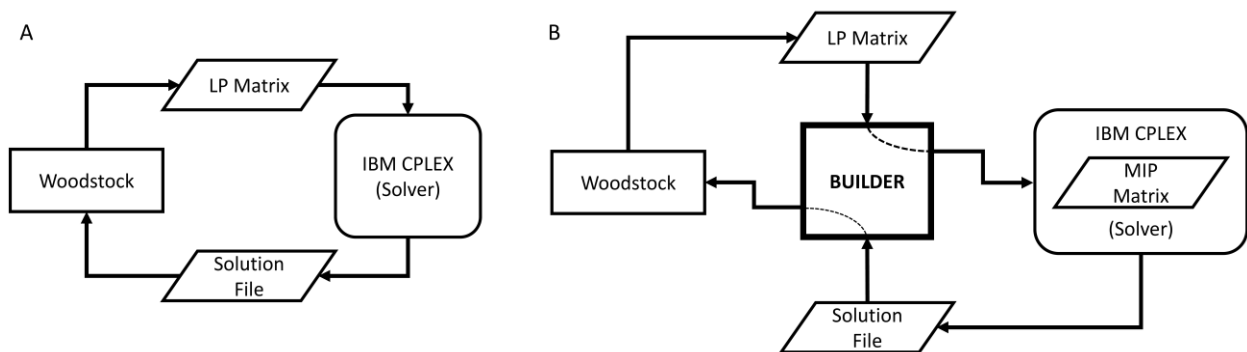 A
LP Matrix
Woodstock
IBM CPLEX
(Solver)
Solution
File
B
LP Matrix
Woodstock
BUILDER
IBM CPLEX
MIP
Matrix
(Solver)
Solution
File